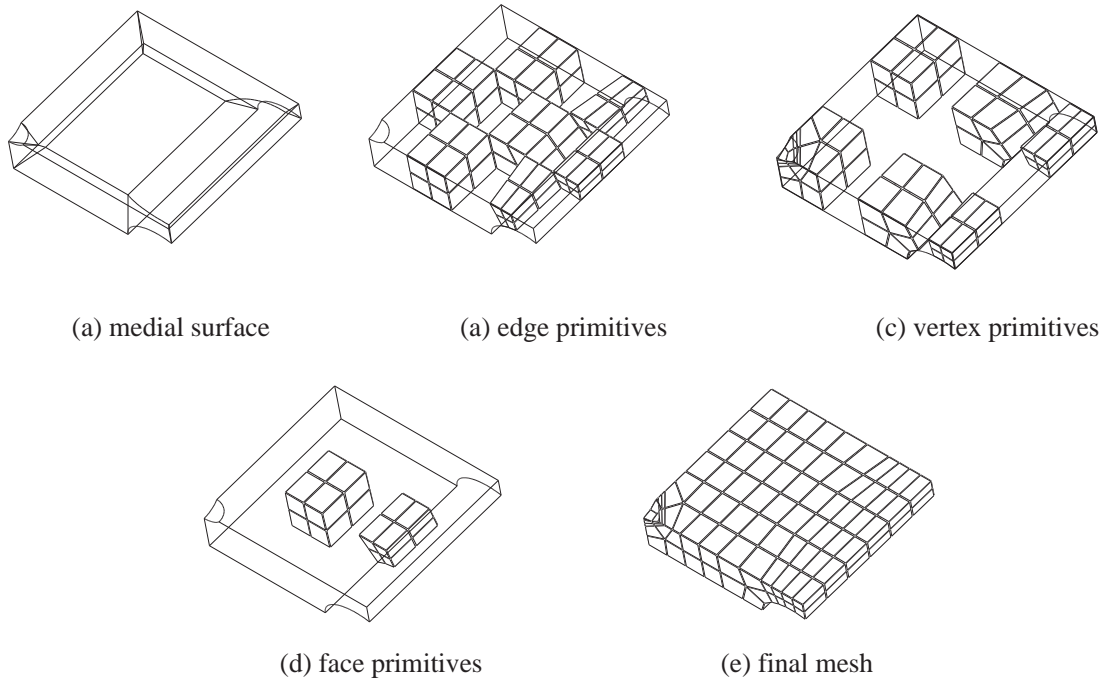 (a) medial surface
(a) edge primitives
(c) vertex primitives
(d) face primitives
(e) final mesh